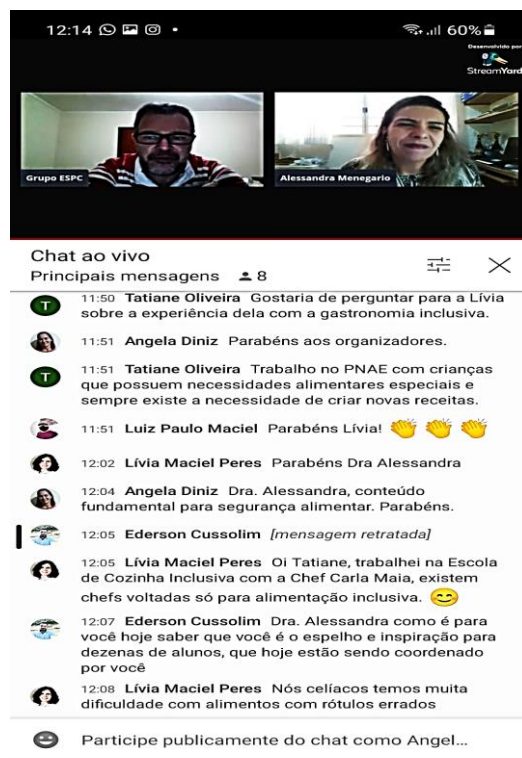 12:14
60%
Desenvolvido por
StreamYard
Grupo ESPC
Alessandra Menegario
Chat ao vivo
Principais mensagens 8
11:50 Tatiane Oliveira Gostaria de perguntar para a Lívia
sobre a experiência dela com a gastronomia inclusiva.
11:51 Angela Diniz Parabéns aos organizadores.
T
11:51 Tatiane Oliveira Trabalho no PNAE com crianças
que possuem necessidades alimentares especiais e
sempre existe a necessidade de criar novas receitas.
T
11:51 Luiz Paulo Maciel Parabéns Lívia! 👏 👏 👏
12:02 Lívia Maciel Peres Parabéns Dra Alessandra
12:04 Angela Diniz Dra. Alessandra, conteúdo
fundamental para segurança alimentar. Parabéns.
12:05 Ederson Cussolim [mensagem retratada]
12:05 Lívia Maciel Peres Oi Tatiane, trabalhei na Escola
de Cozinha Inclusiva com a Chef Carla Maia, existem
chefs voltadas só para alimentação inclusiva. 😊
12:07 Ederson Cussolim Dra. Alessandra como é para
você hoje saber que você é o espelho e inspiração para
dezenas de alunos, que hoje estão sendo coordenado
por você
12:08 Lívia Maciel Peres Nós celíacos temos muita
dificuldade com alimentos com rótulos errados
Participe publicamente do chat como Angel...